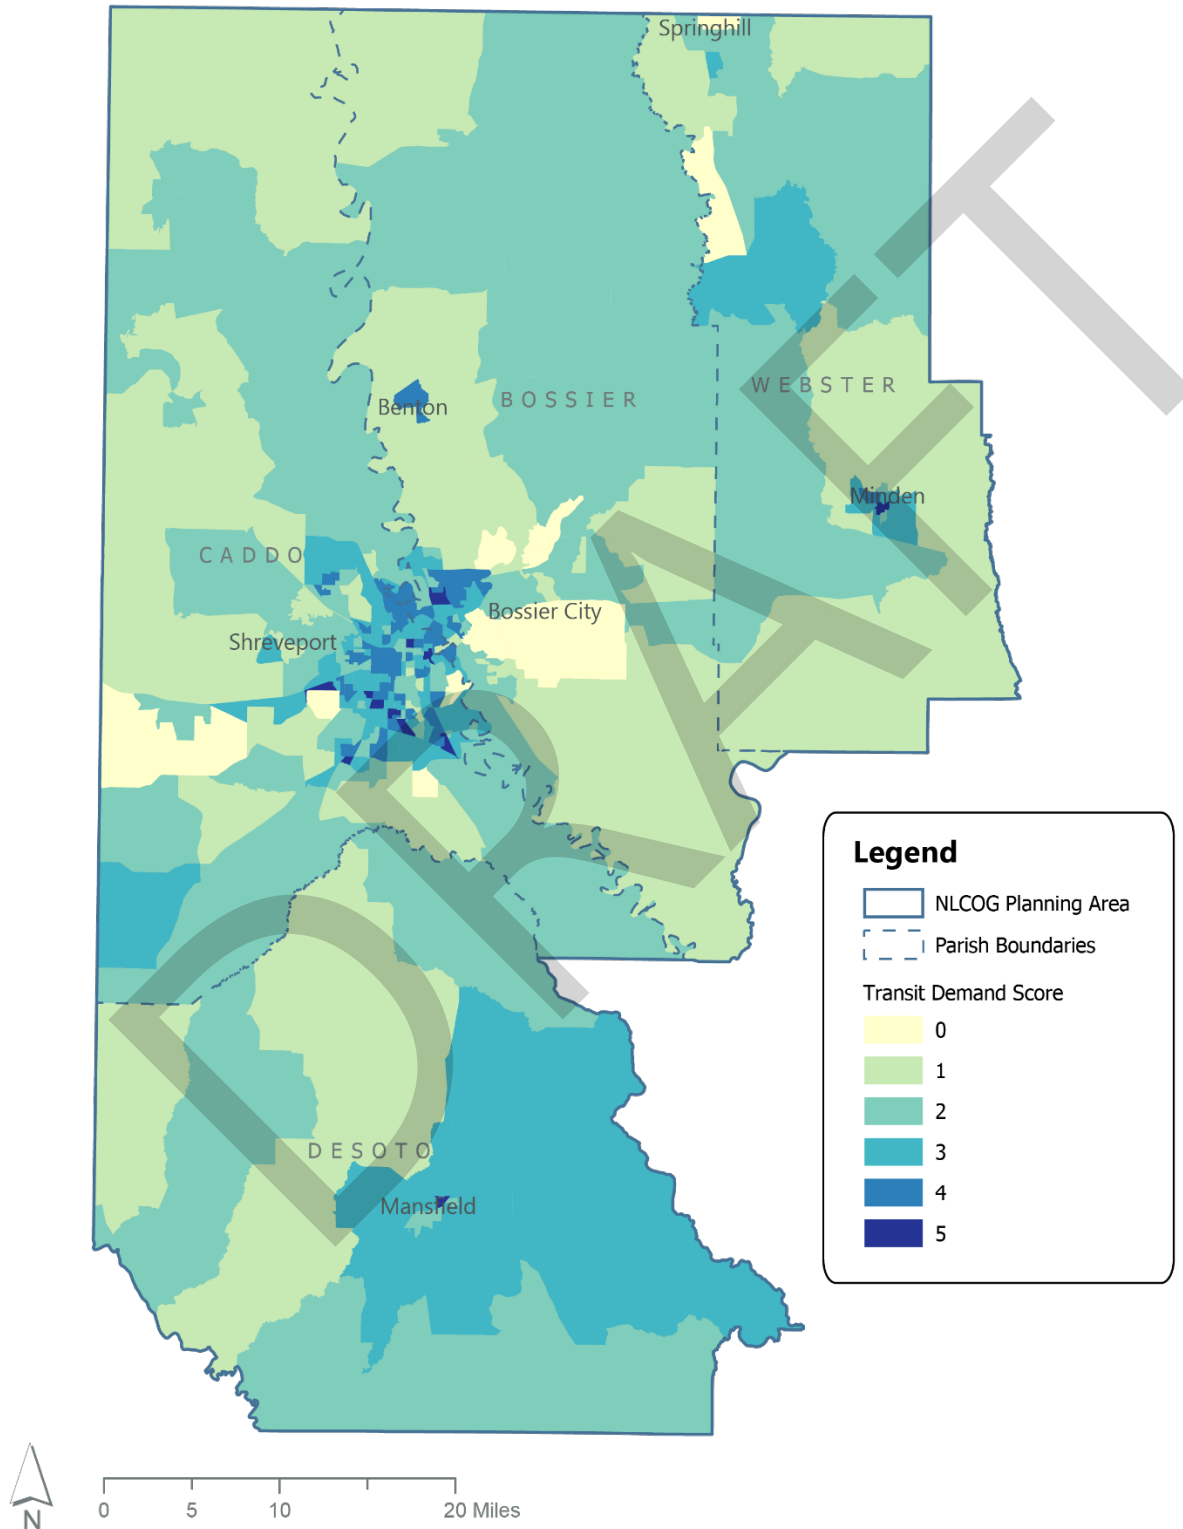 Springhill
Benton
BOSSIER
WEBSTER
Minden
CADDO
Bossier City
Shreveport
DRAFT
DESOTO
Mansfield
Legend
NLCOG Planning Area
Parish Boundaries
Transit Demand Score
0
1
2
3
4
5
N
0 5 10 20 Miles